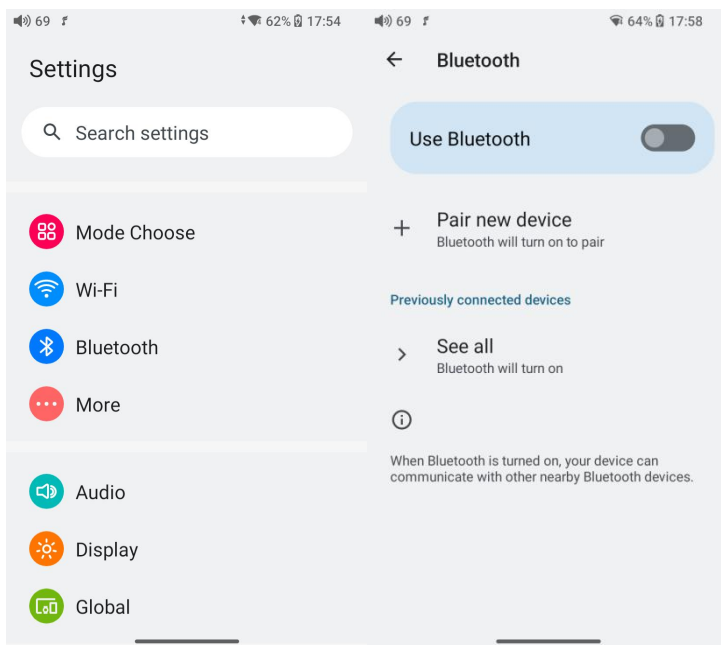 69 62% 17:54
Settings
Search settings
Mode Choose
Wi-Fi
Bluetooth
More
Audio
Display
Global
69 64% 17:58
Bluetooth
Use Bluetooth
Pair new device
Bluetooth will turn on to pair
Previously connected devices
See all
Bluetooth will turn on
When Bluetooth is turned on, your device can
communicate with other nearby Bluetooth devices.